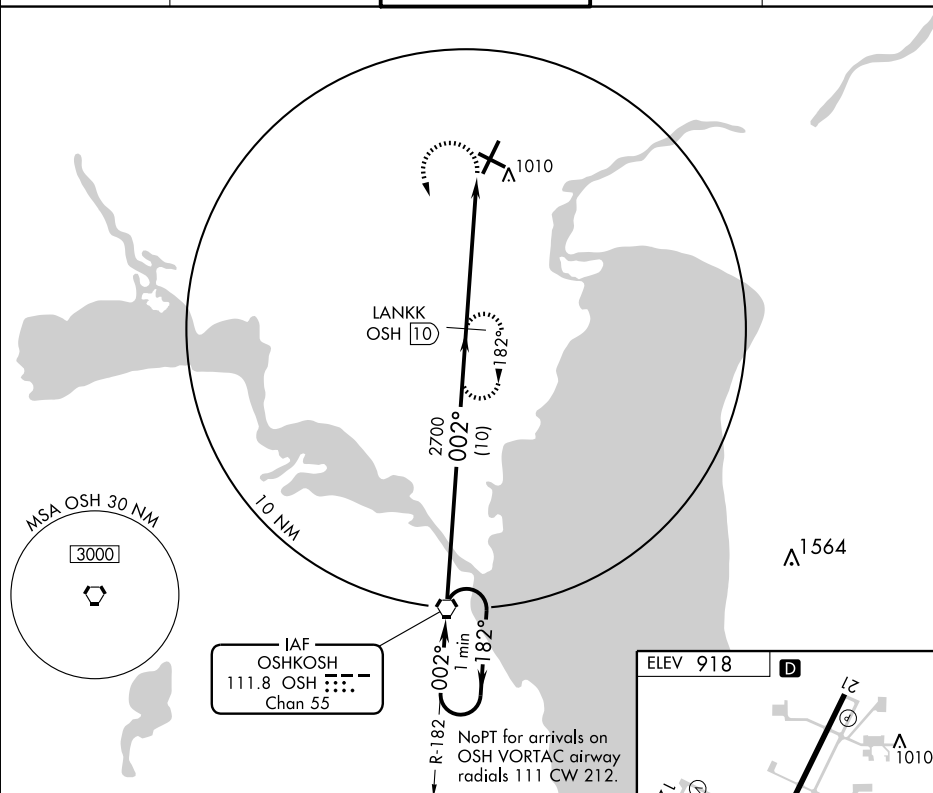 1010
LANKK
OSH 10
182°
2700
002°
(10)
10 NM
MSA OSH 30 NM
3000
1564
IAF
OSHKOSH
111.8 OSH
Chan 55
002°
1 min
182°
R-182
NoPT for arrivals on
OSH VORTAC airway
radials 111 CW 212.
ELEV 918
D
21
P
1010